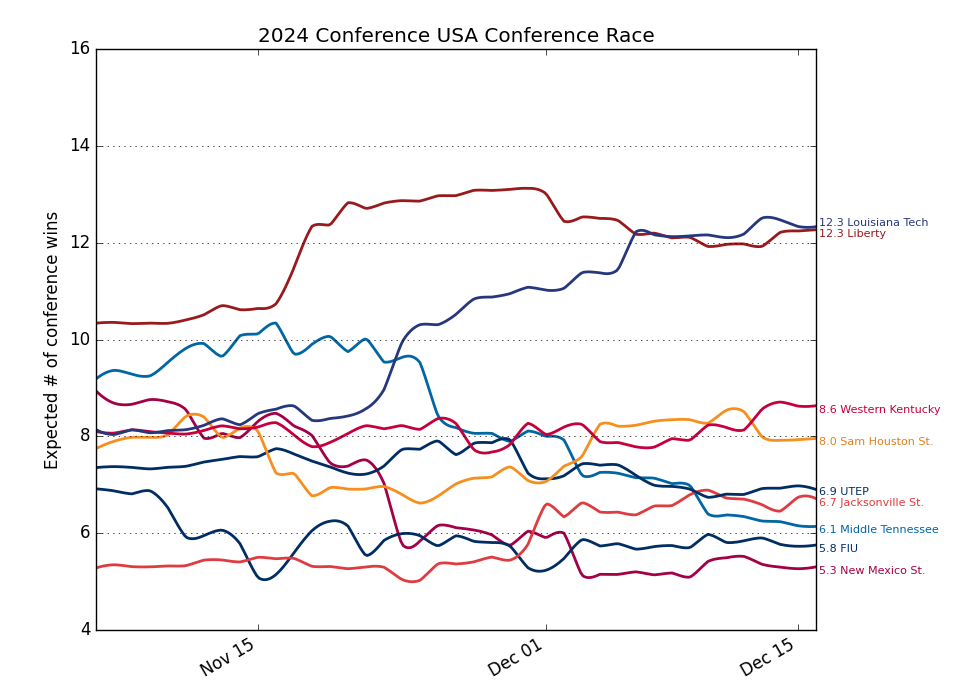 2024 Conference USA Conference Race
Expected # of conference wins
16
14
12
10
8
6
4
Nov 15
Dec 01
Dec 15
12.3 Louisiana Tech
12.3 Liberty
8.6 Western Kentucky
8.0 Sam Houston St.
6.9 UTEP
6.7 Jacksonville St.
6.1 Middle Tennessee
5.8 FIU
5.3 New Mexico St.